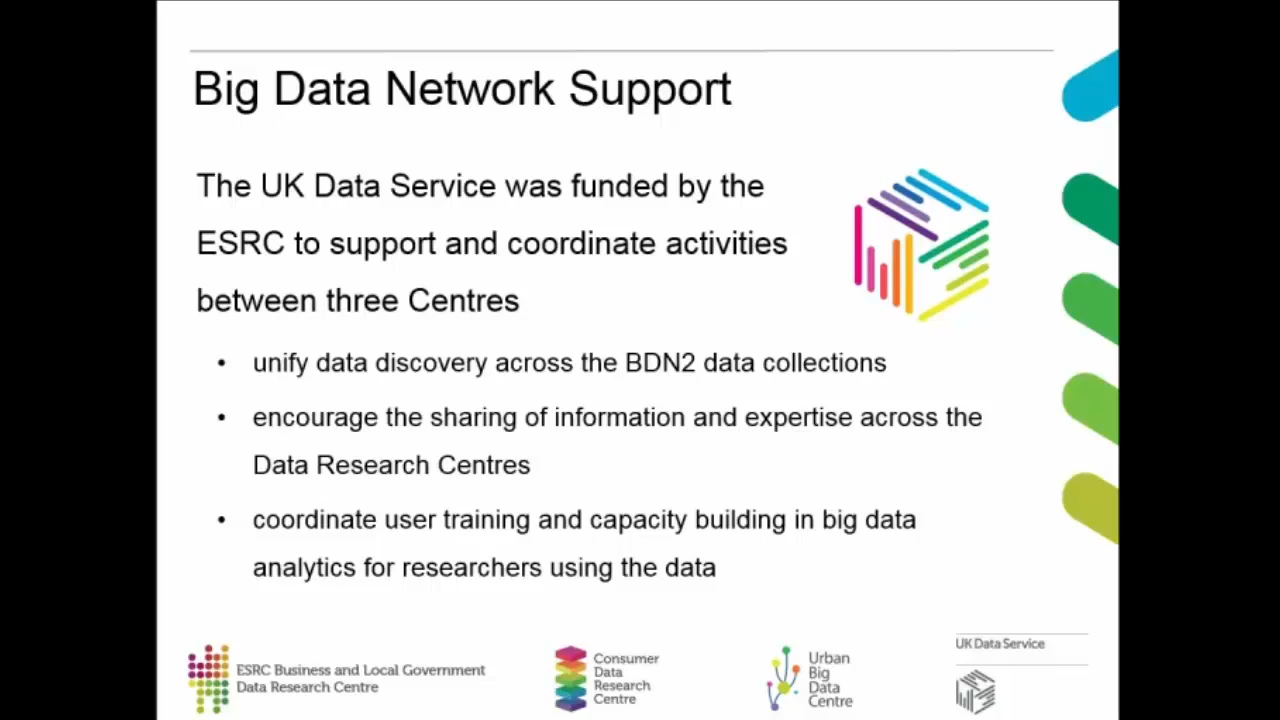 Big Data Network Support
The UK Data Service was funded by the
ESRC to support and coordinate activities
between three Centres
• unify data discovery across the BDN2 data collections
• encourage the sharing of information and expertise across the
Data Research Centres
• coordinate user training and capacity building in big data
analytics for researchers using the data
ESRC Business and Local Government
Data Research Centre
Consumer
Data
Research
Centre
Urban
Big
Data
Centre
UK Data Service